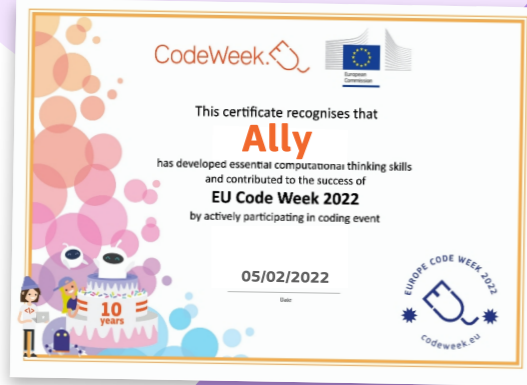 CodeWeek.EU
European
Commission
This certificate recognises that
Ally
has developed essential computational thinking skills
and contributed to the success of
EU Code Week 2022
by actively participating in coding event
05/02/2022
Date
10
years
EUROPE CODE WEEK 2022
codeweek.eu